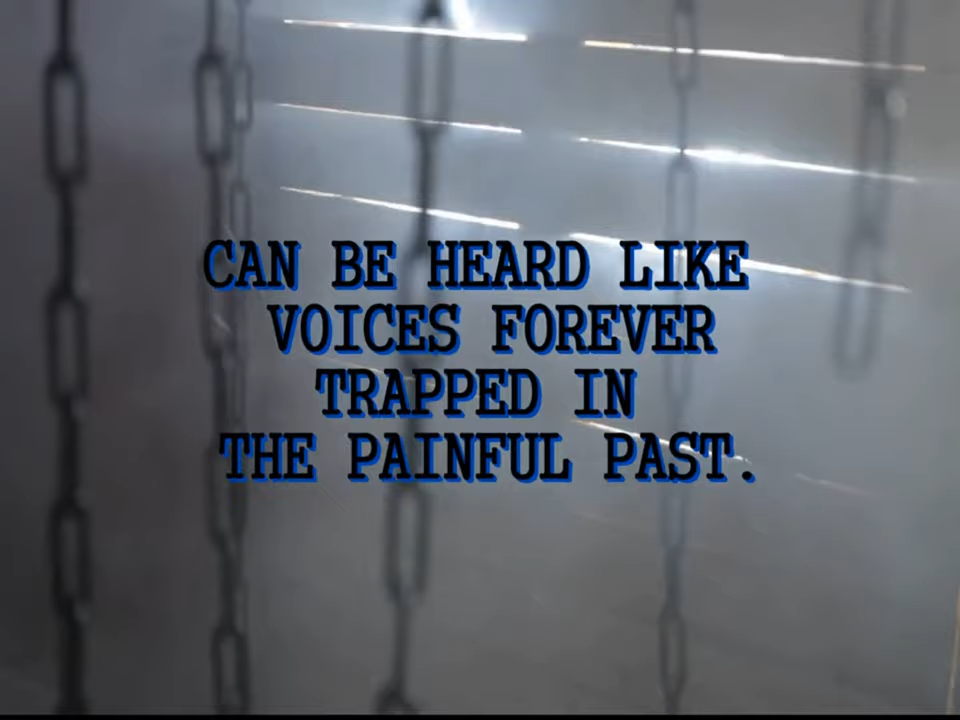 CAN BE HEARD LIKE
VOICES FOREVER
TRAPPED IN
THE PAINFUL PAST.